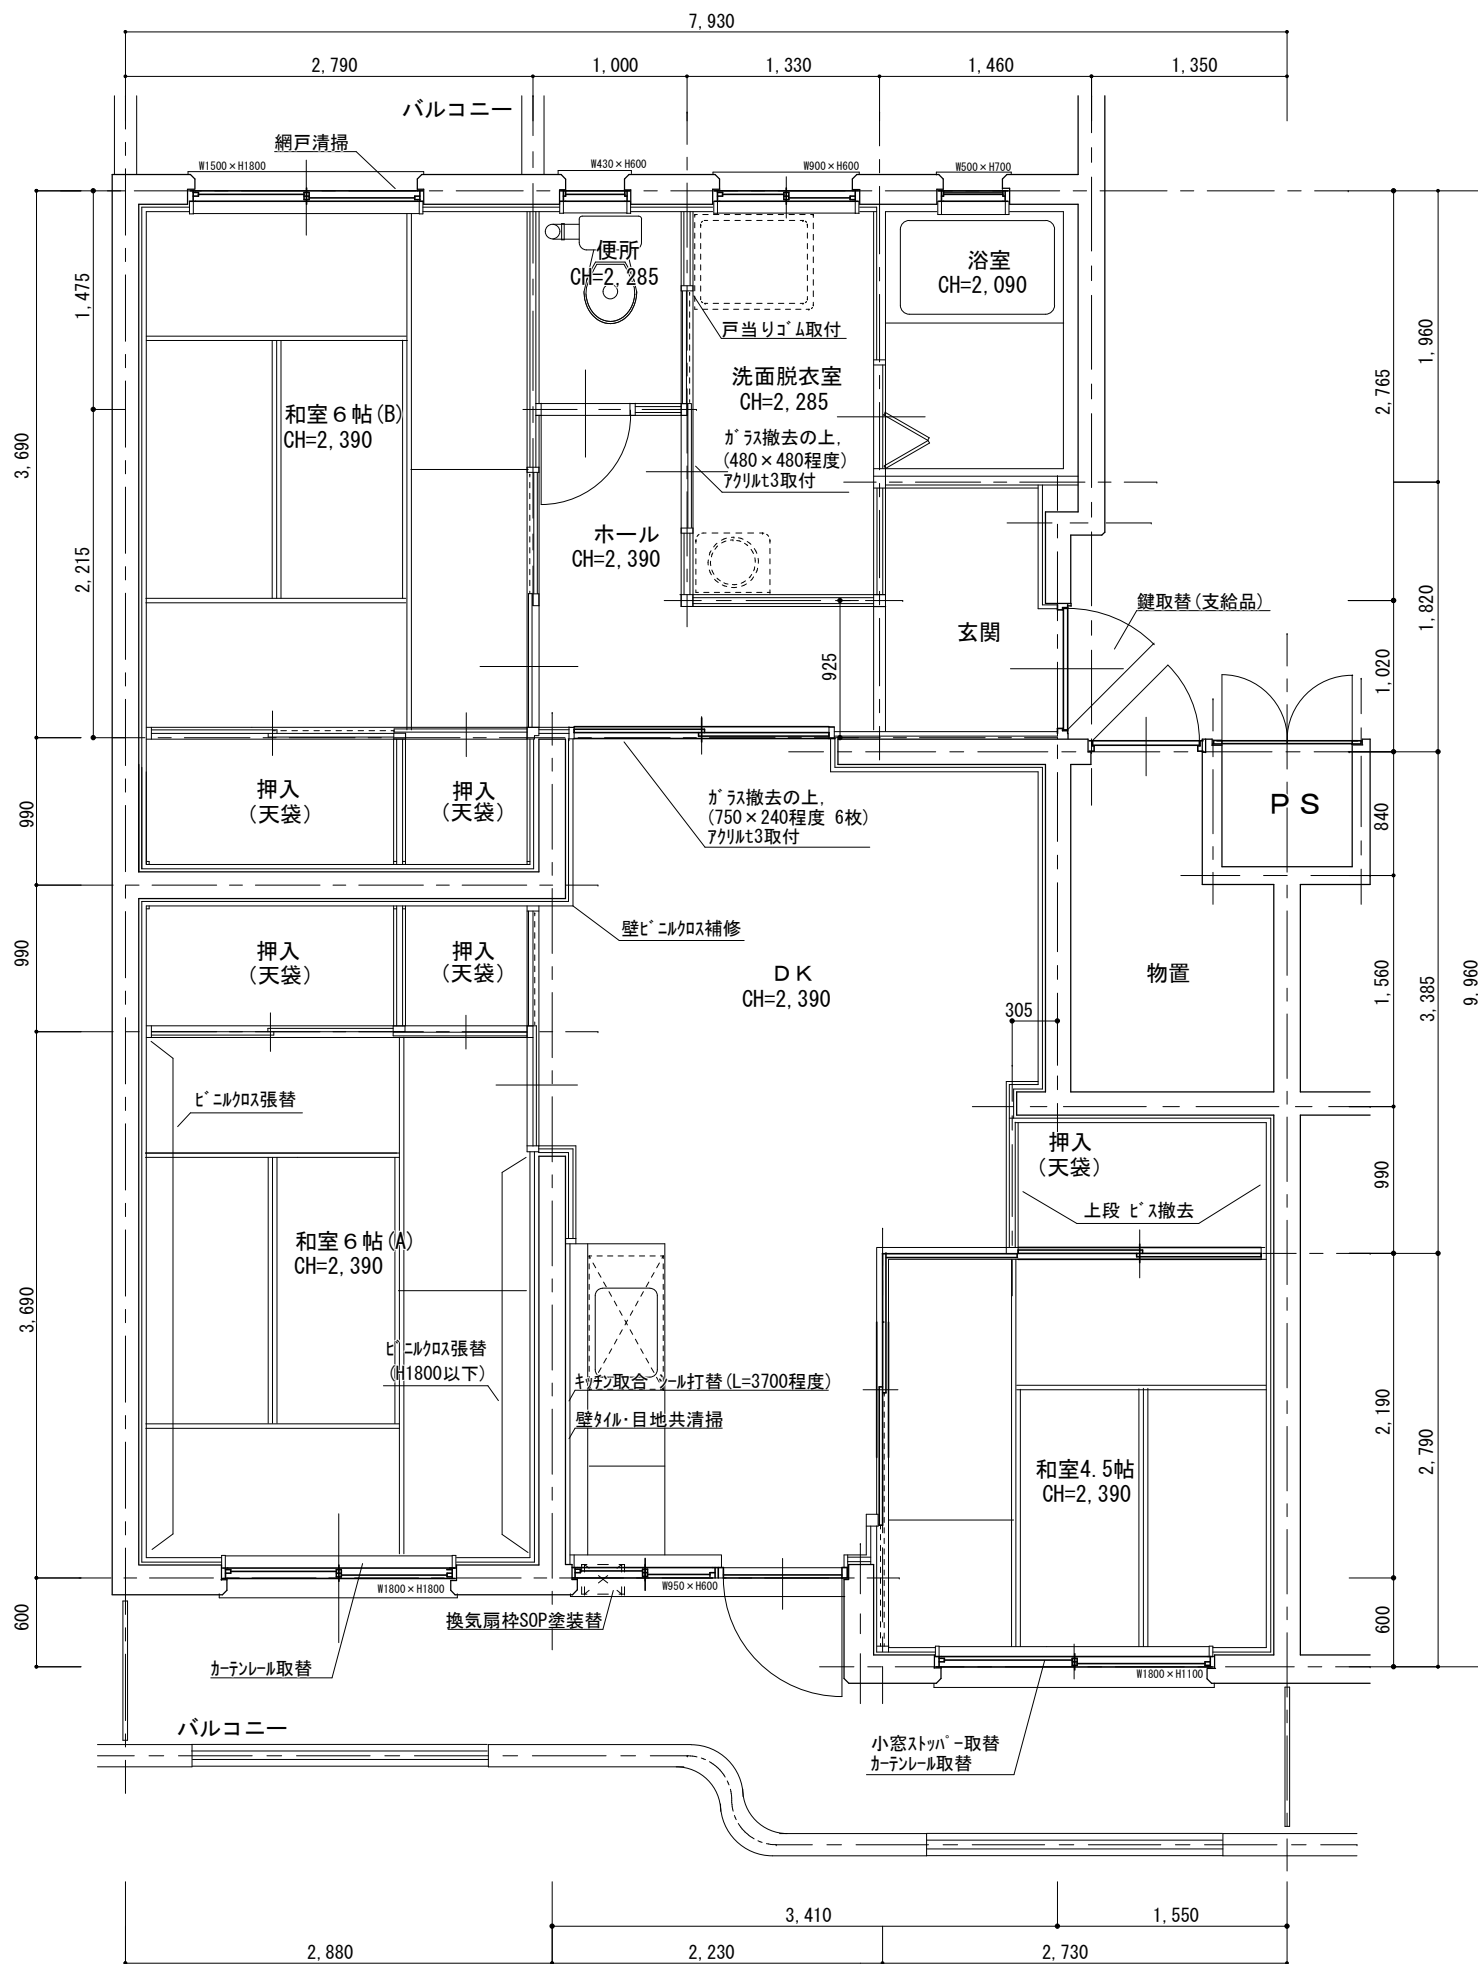 7,930
2,790
1,000
1,330
1,460
1,350
バルコニー
網戸清掃
W1500×H1800
W430×H600
W900×H600
W500×H700
便所
CH=2,285
浴室
CH=2,090
戸当りゴム取付
洗面脱衣室
CH=2,285
ガラス撤去の上,
(480×480程度)
アクリルt3取付
和室6帖(B)
CH=2,390
ホール
CH=2,390
玄関
鍵取替(支給品)
925
1,475
2,215
3,690
1,960
2,765
1,820
1,020
押入
(天袋)
押入
(天袋)
ガラス撤去の上,
(750×240程度 6枚)
アクリルt3取付
PS
990
840
壁ビニルクロス補修
押入
(天袋)
押入
(天袋)
DK
CH=2,390
物置
305
990
1,560
3,385
9,960
ビニルクロス張替
押入
(天袋)
上段 ビス撤去
990
和室6帖(A)
CH=2,390
3,690
ビニルクロス張替
(H1800以下)
キッチン取合 シール打替(L=3700程度)
壁タイル・目地共清掃
和室4.5帖
CH=2,390
2,190
2,790
W1800×H1800
W950×H600
600
600
換気扇枠SOP塗装替
カーテンレール取替
W1800×H1100
バルコニー
小窓ストッパー取替
カーテンレール取替
3,410
1,550
2,880
2,230
2,730